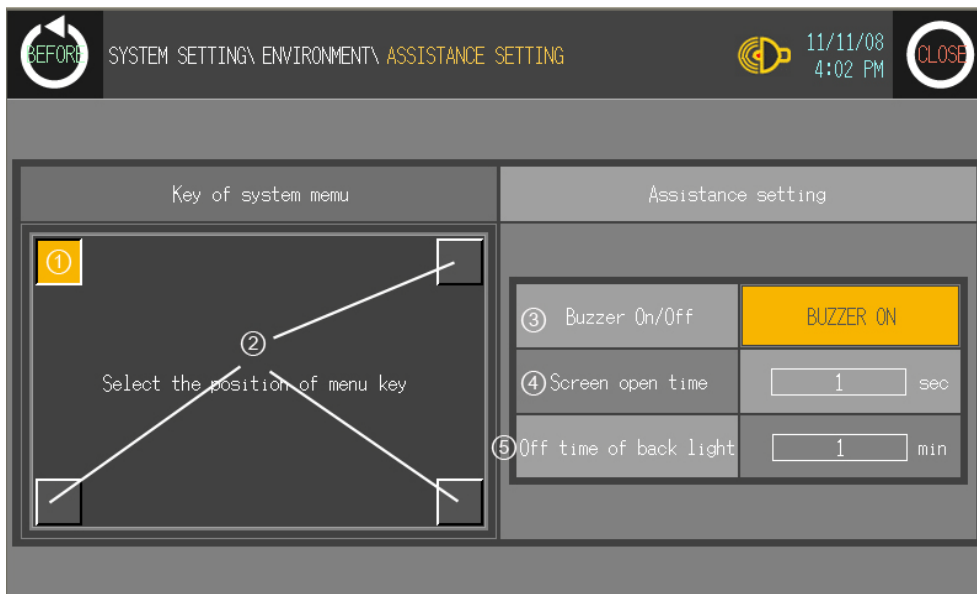 BEFORE
SYSTEM SETTING\ ENVIRONMENT\ ASSISTANCE SETTING
11/11/08
4:02 PM
CLOSE
Key of system memu
Assistance setting
①
②
Select the position of menu key
③ Buzzer On/Off
BUZZER ON
④ Screen open time
1 sec
⑤ Off time of back light
1 min